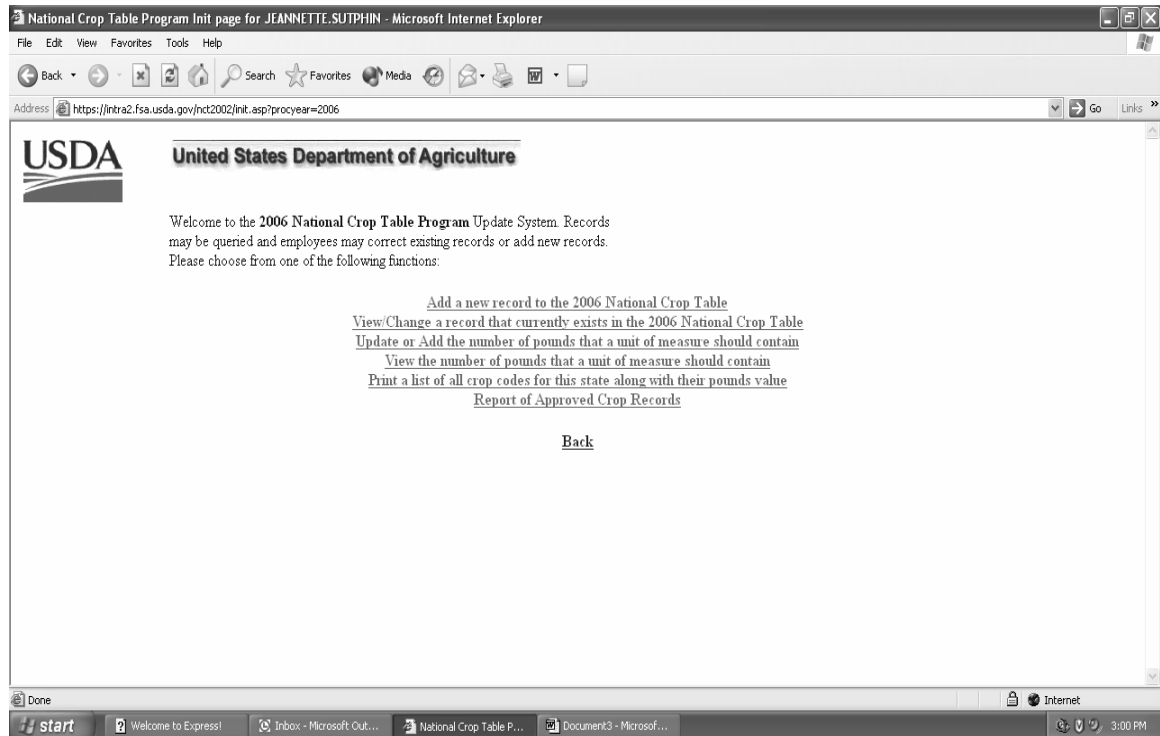 National Crop Table Program Init page for JEANNETTE.SUTPHIN - Microsoft Internet Explorer
File Edit View Favorites Tools Help
Back Search Favorites Media
Address https://intra2.fsa.usda.gov/nct2002/init.asp?procyear=2006 Go Links »
USDA United States Department of Agriculture
Welcome to the 2006 National Crop Table Program Update System. Records
may be queried and employees may correct existing records or add new records.
Please choose from one of the following functions:
Add a new record to the 2006 National Crop Table
View/Change a record that currently exists in the 2006 National Crop Table
Update or Add the number of pounds that a unit of measure should contain
View the number of pounds that a unit of measure should contain
Print a list of all crop codes for this state along with their pounds value
Report of Approved Crop Records
Back
Done Internet
start Welcome to Express! Inbox - Microsoft Out... National Crop Table P... Document3 - Microsof... 3:00 PM